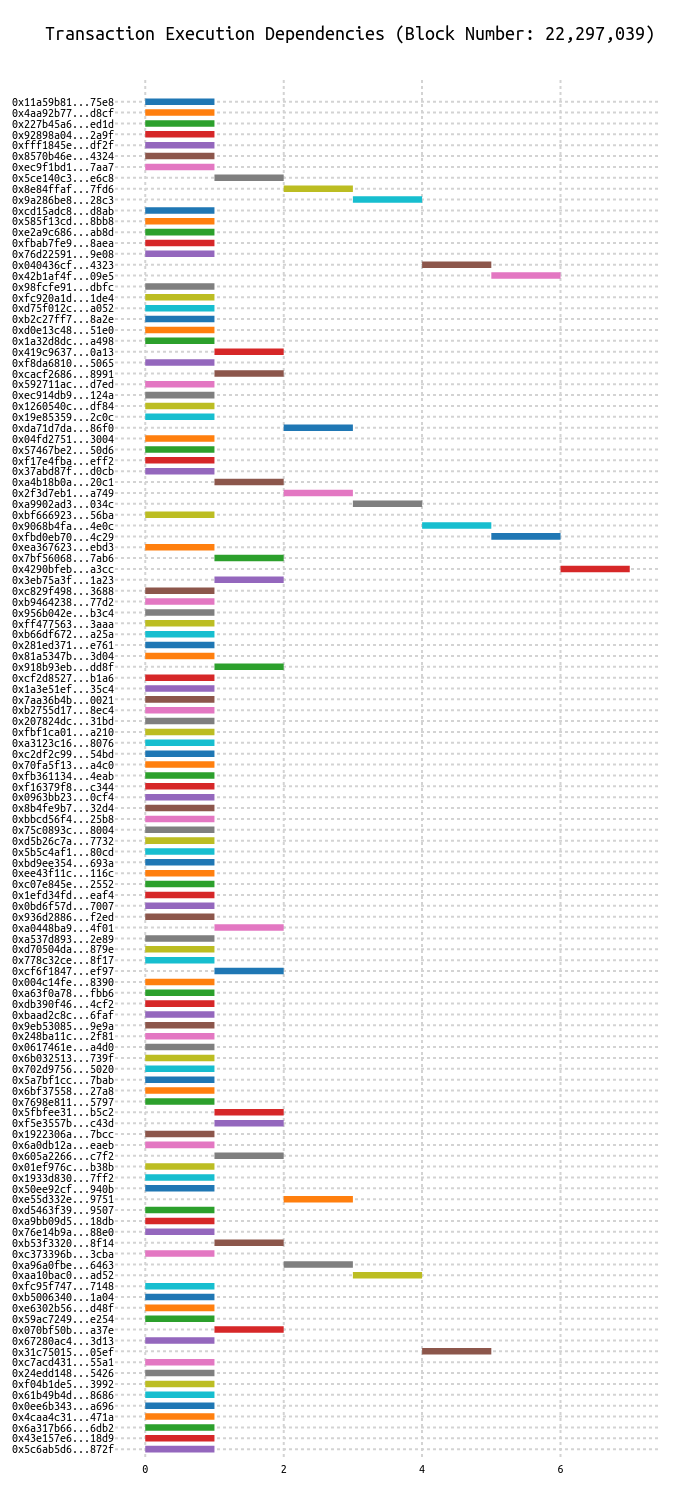 Transaction Execution Dependencies (Block Number: 22,297,039)
0x11a59b81...75e8
0x4aa92b77...d8cf
0x227b45a6...ed1d
0x92898a04...2a9f
0xfff1845e...df2f
0x8570b46e...4324
0xec9f1bd1...7aa7
0x5ce140c3...e6c8
0x8e84ffaf...7fd6
0x9a286be8...28c3
0xcd15adc8...d8ab
0x585f13cd...8bb8
0xe2a9c686...ab8d
0xfbab7fe9...8aea
0x76d22591...9e08
0x040436cf...4323
0x42b1af4f...09e5
0x98fcfe91...dbfc
0xfc920a1d...1de4
0xd75f012c...a052
0xb2c27ff7...8a2e
0xd0e13c48...51e0
0x1a32d8dc...a498
0x419c9637...0a13
0xf8da6810...5065
0xcacf2686...8991
0x592711ac...d7ed
0xec914db9...124a
0x1260540c...df84
0x19e85359...2c0c
0xda71d7da...86f0
0x04fd2751...3004
0x57467be2...50d6
0xf17e4fba...eff2
0x37abd87f...d0cb
0xa4b18b0a...20c1
0x2f3d7eb1...a749
0xa9902ad3...034c
0xbf666923...56ba
0x9068b4fa...4e0c
0xfbd0eb70...4c29
0xea367623...ebd3
0x7bf56068...7ab6
0x4290bfeb...a3cc
0x3eb75a3f...1a23
0xc829f498...3688
0xb9464238...77d2
0x956b042e...b3c4
0xff477563...3aaa
0xb66df672...a25a
0x281ed371...e761
0x81a5347b...3d04
0x918b93eb...dd8f
0xcf2d8527...b1a6
0x1a3e51ef...35c4
0x7aa36b4b...0021
0xb2755d17...8ec4
0x207824dc...31bd
0xfbf1ca01...a210
0xa3123c16...8076
0xc2df2c99...54bd
0x70fa5f13...a4c0
0xfb361134...4eab
0xf16379f8...c344
0x0963bb23...0cf4
0x8b4fe9b7...32d4
0xbbcd56f4...25b8
0x75c0893c...8004
0xd5b26c7a...7732
0x5b5c4af1...80cd
0xbd9ee354...693a
0xee43f11c...116c
0xc07e845e...2552
0x1efd34fd...eaf4
0x0bd6f57d...7007
0x936d2886...f2ed
0xa0448ba9...4f01
0xa537d893...2e89
0xd70504da...879e
0x778c32ce...8f17
0xcf6f1847...ef97
0x004c14fe...8390
0xa63f0a78...fbb6
0xdb390f46...4cf2
0xbaad2c8c...6faf
0x9eb53085...9e9a
0x248ba11c...2f81
0x0617461e...a4d0
0x6b032513...739f
0x702d9756...5020
0x5a7bf1cc...7bab
0x6bf37558...27a8
0x7698e811...5797
0x5fbfee31...b5c2
0xf5e3557b...c43d
0x1922306a...7bcc
0x6a0db12a...eaeb
0x605a2266...c7f2
0x01ef976c...b38b
0x1933d830...7ff2
0x50ee92cf...940b
0xe55d332e...9751
0xd5463f39...9507
0xa9bb09d5...18db
0x76e14b9a...88e0
0xb53f3320...8f14
0xc373396b...3cba
0xa96a0fbe...6463
0xaa10bac0...ad52
0xfc95f747...7148
0xb5006340...1a04
0xe6302b56...d48f
0x59ac7249...e254
0x070bf50b...a37e
0x67280ac4...3d13
0x31c75015...05ef
0xc7acd431...55a1
0x24edd148...5426
0xf04b1de5...3992
0x61b49b4d...8686
0x0ee6b343...a696
0x4caa4c31...471a
0x6a317b66...6db2
0x43e157e6...18d9
0x5c6ab5d6...872f
0 2 4 6